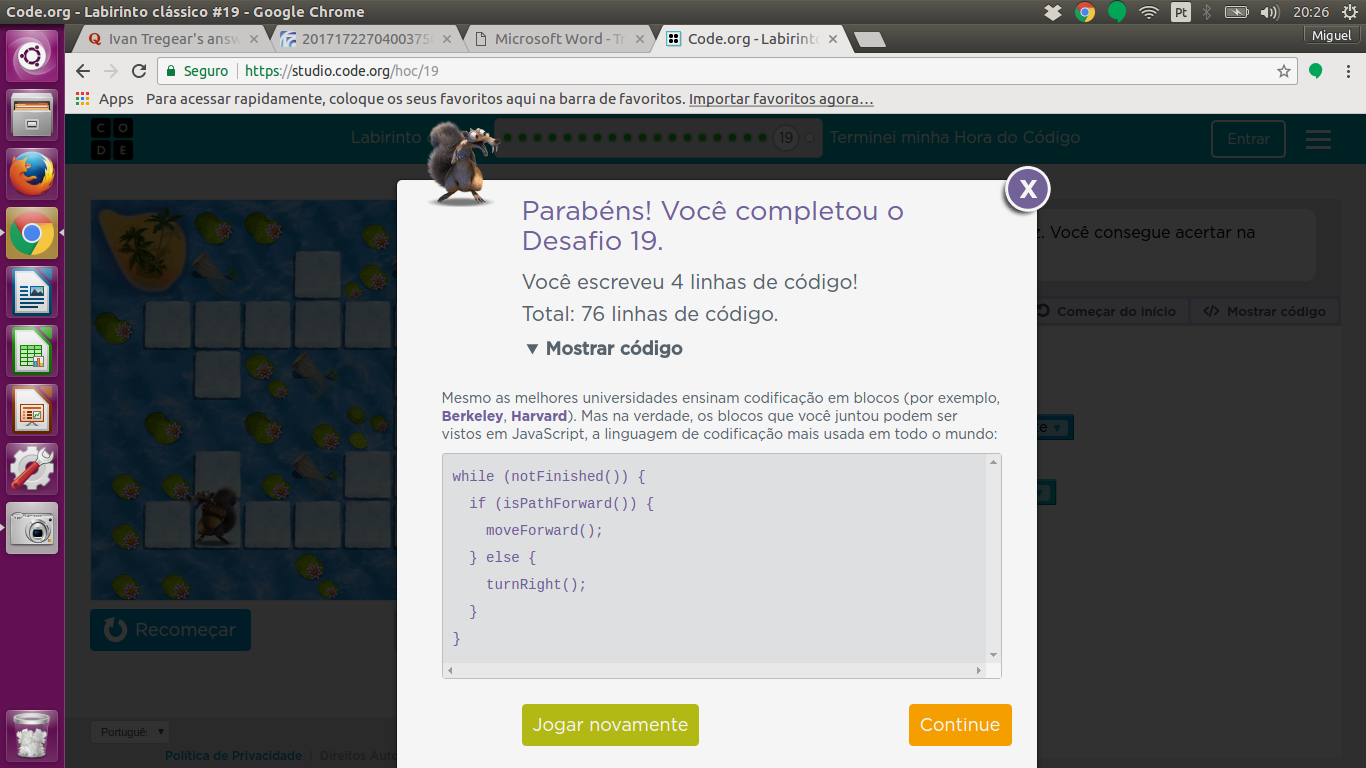 Code.org - Labirinto clássico #19 - Google Chrome
Pt
20:26
Miguel
Ivan Tregear's answ
Microsoft Word - T
Code.org - Labirinto
Seguro
https://studio.code.org/hoc/19
Apps
Para acessar rapidamente, coloque os seus favoritos aqui na barra de favoritos. Importar favoritos agora...
C O
D E
Labirinto
19
Terminei minha Hora do Código
Entrar
X
Parabéns! Você completou o
Desafio 19.
z. Você consegue acertar na
Você escreveu 4 linhas de código!
Total: 76 linhas de código.
Começar do início
</> Mostrar código
▼ Mostrar código
Mesmo as melhores universidades ensinam codificação em blocos (por exemplo,
Berkeley, Harvard). Mas na verdade, os blocos que você juntou podem ser
vistos em JavaScript, a linguagem de codificação mais usada em todo o mundo:
while (notFinished()) {
if (isPathForward()) {
moveForward();
} else {
turnRight();
}
}
Recomeçar
Jogar novamente
Continue
Português
Política de Privacidade
Direitos Auto